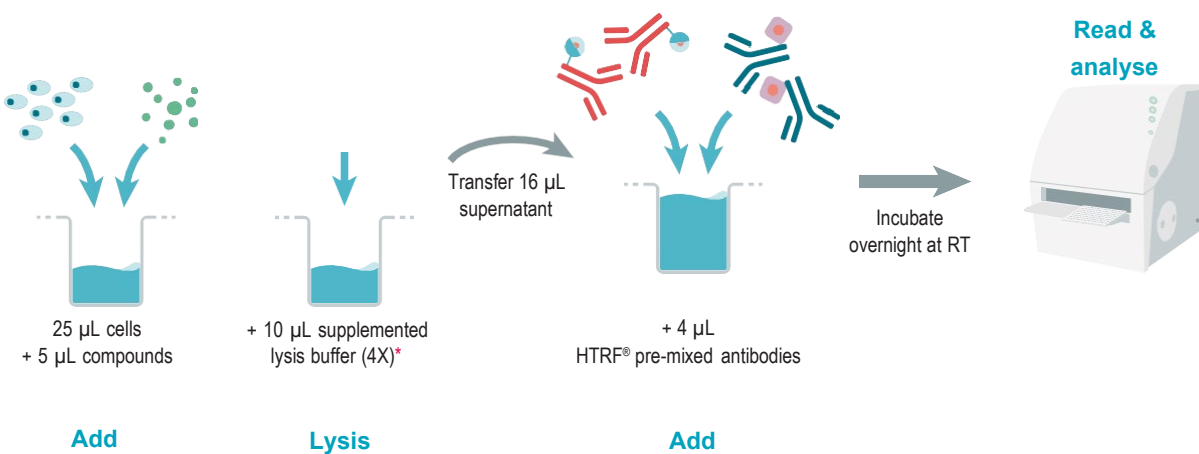 25 µL cells
+ 5 µL compounds
Add
+ 10 µL supplemented
lysis buffer (4X)*
Lysis
Transfer 16 µL
supernatant
+ 4 µL
HTRF® pre-mixed antibodies
Add
Incubate
overnight at RT
Read &
analyse